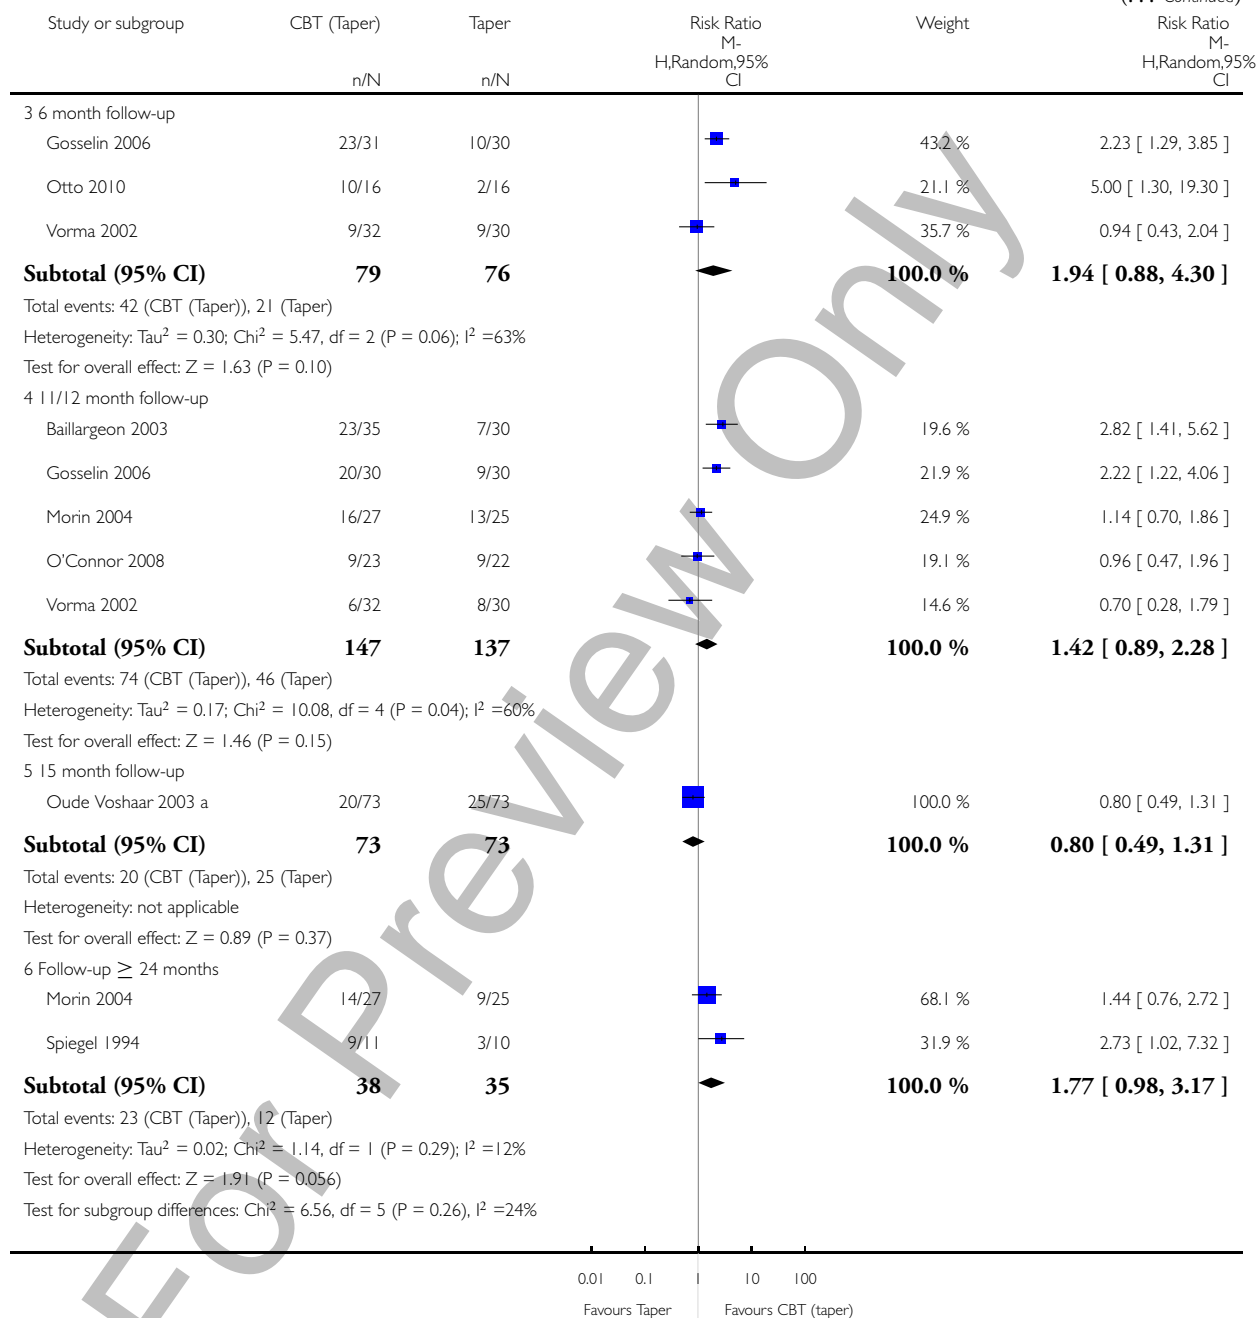 Continued)
Study or subgroup CBT (Taper) Taper Risk Ratio Weight Risk Ratio
M- M-
H,Random,95% H,Random,95%
n/N n/N CI CI
3 6 month follow-up
Gosselin 2006 23/31 10/30 43.2 % 2.23 [ 1.29, 3.85 ]
Otto 2010 10/16 2/16 21.1 % 5.00 [ 1.30, 19.30 ]
Vorma 2002 9/32 9/30 35.7 % 0.94 [ 0.43, 2.04 ]
Subtotal (95% CI) 79 76 100.0 % 1.94 [ 0.88, 4.30 ]
Total events: 42 (CBT (Taper)), 21 (Taper)
Heterogeneity: Tau² = 0.30; Chi² = 5.47, df = 2 (P = 0.06); I² =63%
Test for overall effect: Z = 1.63 (P = 0.10)
4 11/12 month follow-up
Baillargeon 2003 23/35 7/30 19.6 % 2.82 [ 1.41, 5.62 ]
Gosselin 2006 20/30 9/30 21.9 % 2.22 [ 1.22, 4.06 ]
Morin 2004 16/27 13/25 24.9 % 1.14 [ 0.70, 1.86 ]
O'Connor 2008 9/23 9/22 19.1 % 0.96 [ 0.47, 1.96 ]
Vorma 2002 6/32 8/30 14.6 % 0.70 [ 0.28, 1.79 ]
Subtotal (95% CI) 147 137 100.0 % 1.42 [ 0.89, 2.28 ]
Total events: 74 (CBT (Taper)), 46 (Taper)
Heterogeneity: Tau² = 0.17; Chi² = 10.08, df = 4 (P = 0.04); I² =60%
Test for overall effect: Z = 1.46 (P = 0.15)
5 15 month follow-up
Oude Voshaar 2003 a 20/73 25/73 100.0 % 0.80 [ 0.49, 1.31 ]
Subtotal (95% CI) 73 73 100.0 % 0.80 [ 0.49, 1.31 ]
Total events: 20 (CBT (Taper)), 25 (Taper)
Heterogeneity: not applicable
Test for overall effect: Z = 0.89 (P = 0.37)
6 Follow-up ≥ 24 months
Morin 2004 14/27 9/25 68.1 % 1.44 [ 0.76, 2.72 ]
Spiegel 1994 9/11 3/10 31.9 % 2.73 [ 1.02, 7.32 ]
Subtotal (95% CI) 38 35 100.0 % 1.77 [ 0.98, 3.17 ]
Total events: 23 (CBT (Taper)), 12 (Taper)
Heterogeneity: Tau² = 0.02; Chi² = 1.14, df = 1 (P = 0.29); I² =12%
Test for overall effect: Z = 1.91 (P = 0.056)
Test for subgroup differences: Chi² = 6.56, df = 5 (P = 0.26), I² =24%
0.01 0.1 1 10 100
Favours Taper Favours CBT (taper)
For Preview Only